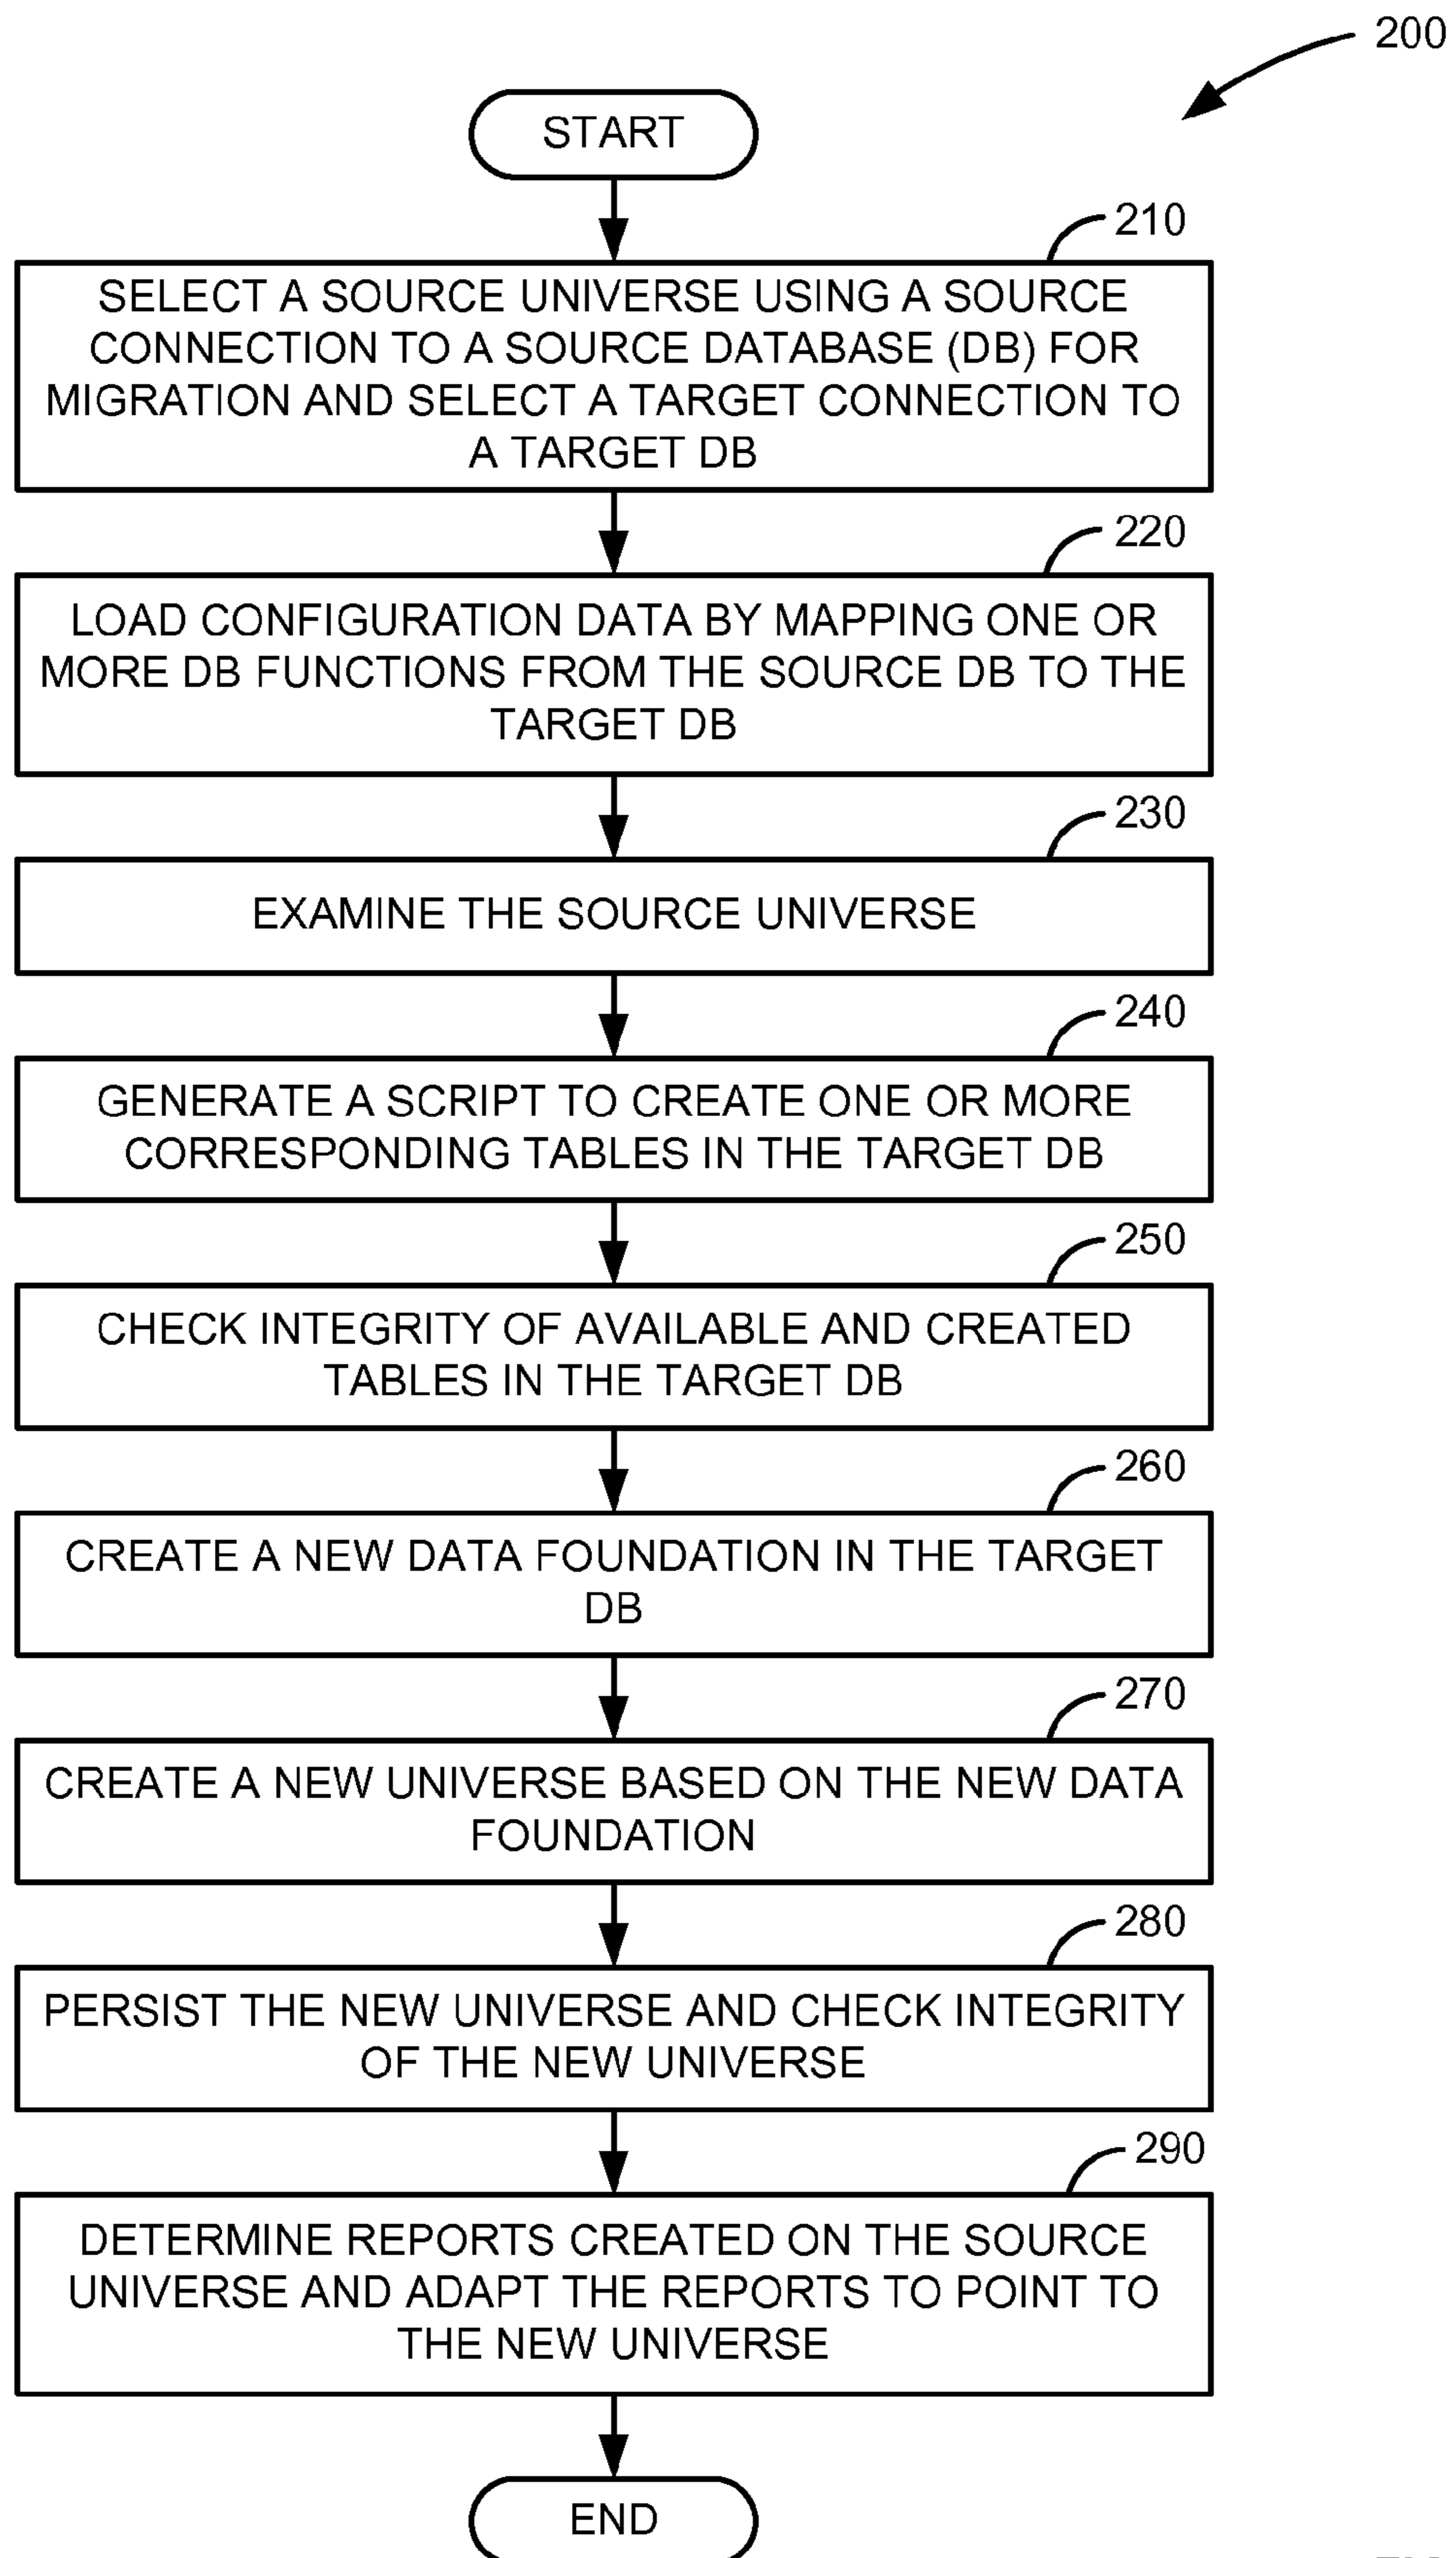 200
START
210
SELECT A SOURCE UNIVERSE USING A SOURCE
CONNECTION TO A SOURCE DATABASE (DB) FOR
MIGRATION AND SELECT A TARGET CONNECTION TO
A TARGET DB
220
LOAD CONFIGURATION DATA BY MAPPING ONE OR
MORE DB FUNCTIONS FROM THE SOURCE DB TO THE
TARGET DB
230
EXAMINE THE SOURCE UNIVERSE
240
GENERATE A SCRIPT TO CREATE ONE OR MORE
CORRESPONDING TABLES IN THE TARGET DB
250
CHECK INTEGRITY OF AVAILABLE AND CREATED
TABLES IN THE TARGET DB
260
CREATE A NEW DATA FOUNDATION IN THE TARGET
DB
270
CREATE A NEW UNIVERSE BASED ON THE NEW DATA
FOUNDATION
280
PERSIST THE NEW UNIVERSE AND CHECK INTEGRITY
OF THE NEW UNIVERSE
290
DETERMINE REPORTS CREATED ON THE SOURCE
UNIVERSE AND ADAPT THE REPORTS TO POINT TO
THE NEW UNIVERSE
END